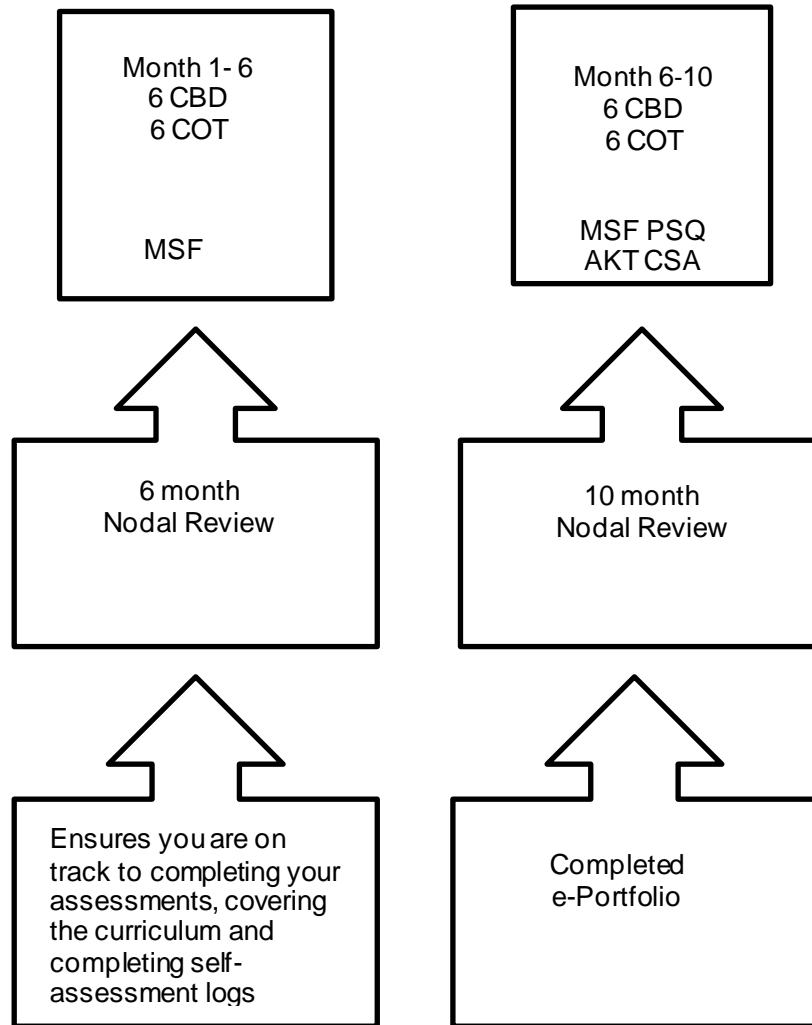 Month 1- 6
6 CBD
6 COT
MSF
Month 6-10
6 CBD
6 COT
MSF PSQ
AKT CSA
6 month
Nodal Review
10 month
Nodal Review
Ensures you are on
track to completing your
assessments, covering
the curriculum and
completing self-
assessment logs
Completed
e-Portfolio